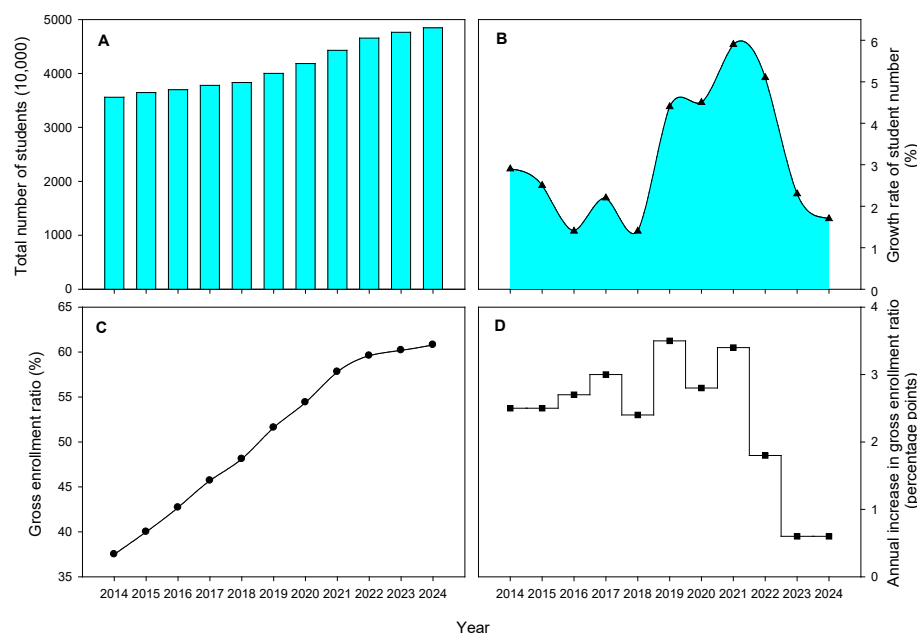 A
Total number of students (10,000)
5000
4000
3000
2000
1000
0
B
Growth rate of student number
(%)
6
5
4
3
2
1
0
C
Gross enrollment ratio (%)
65
60
55
50
45
40
35
2014 2015 2016 2017 2018 2019 2020 2021 2022 2023 2024
D
Annual increase in gross enrollment ratio
(percentage points)
4
3
2
1
0
2014 2015 2016 2017 2018 2019 2020 2021 2022 2023 2024
Year